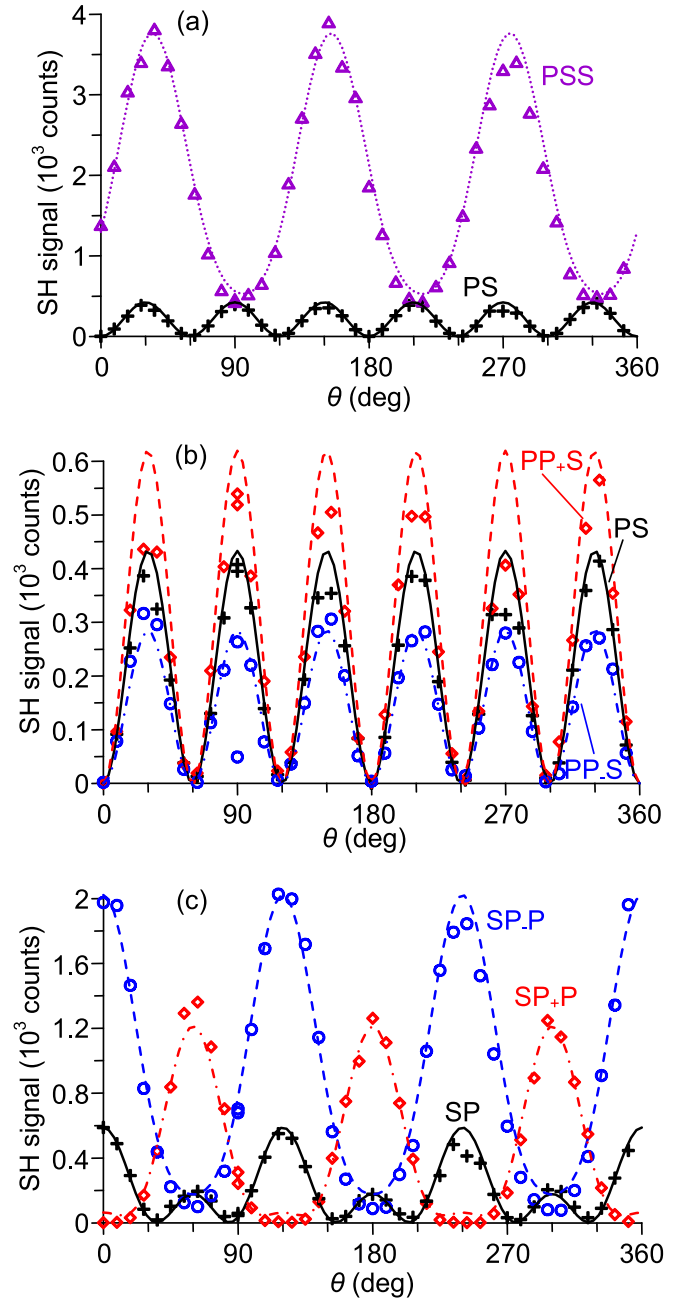 (a)
4
3
2
1
0
SH signal (10³ counts)
PSS
PS
0
90
180
270
360
θ (deg)
(b)
0.6
0.5
0.4
0.3
0.2
0.1
0
SH signal (10³ counts)
PP₊S
PS
PP₋S
0
90
180
270
360
θ (deg)
(c)
2
1.6
1.2
0.8
0.4
0
SH signal (10³ counts)
SP₋P
SP₊P
SP
0
90
180
270
360
θ (deg)